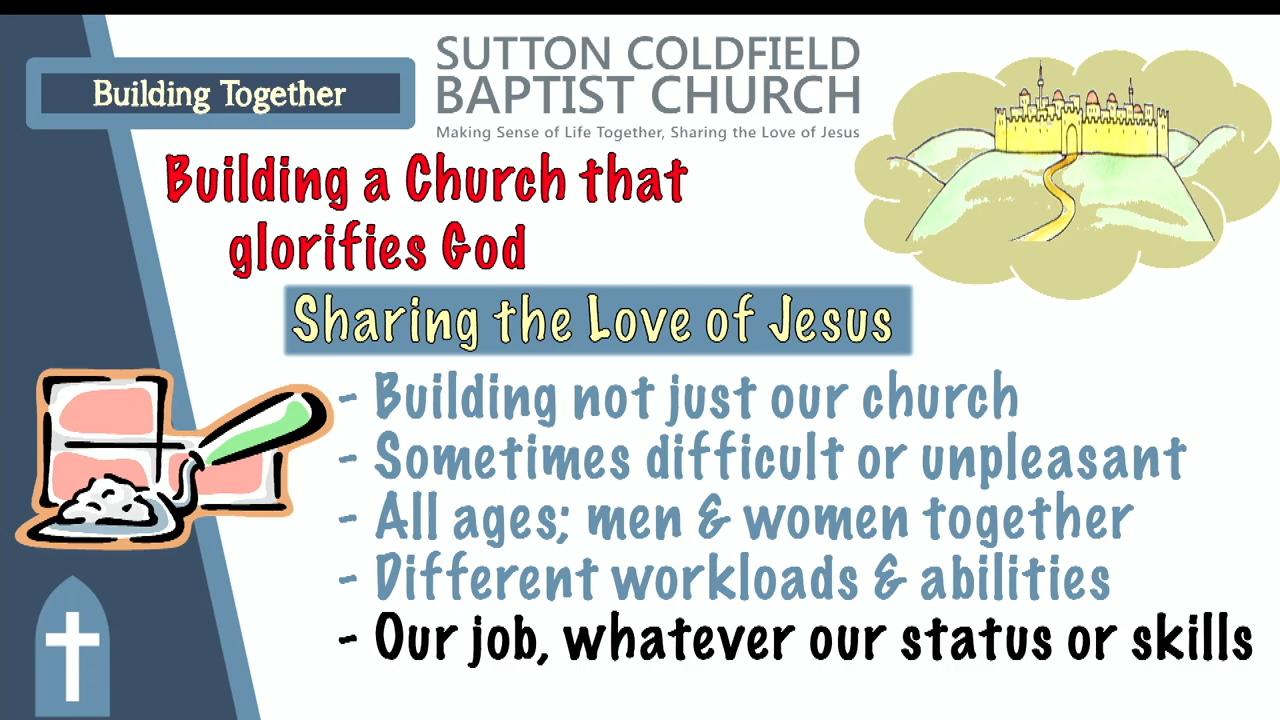 Building Together
SUTTON COLDFIELD
BAPTIST CHURCH
Making Sense of Life Together, Sharing the Love of Jesus
Building a Church that
glorifies God
Sharing the Love of Jesus
- Building not just our church
- Sometimes difficult or unpleasant
- All ages; men & women together
- Different workloads & abilities
- Our job, whatever our status or skills